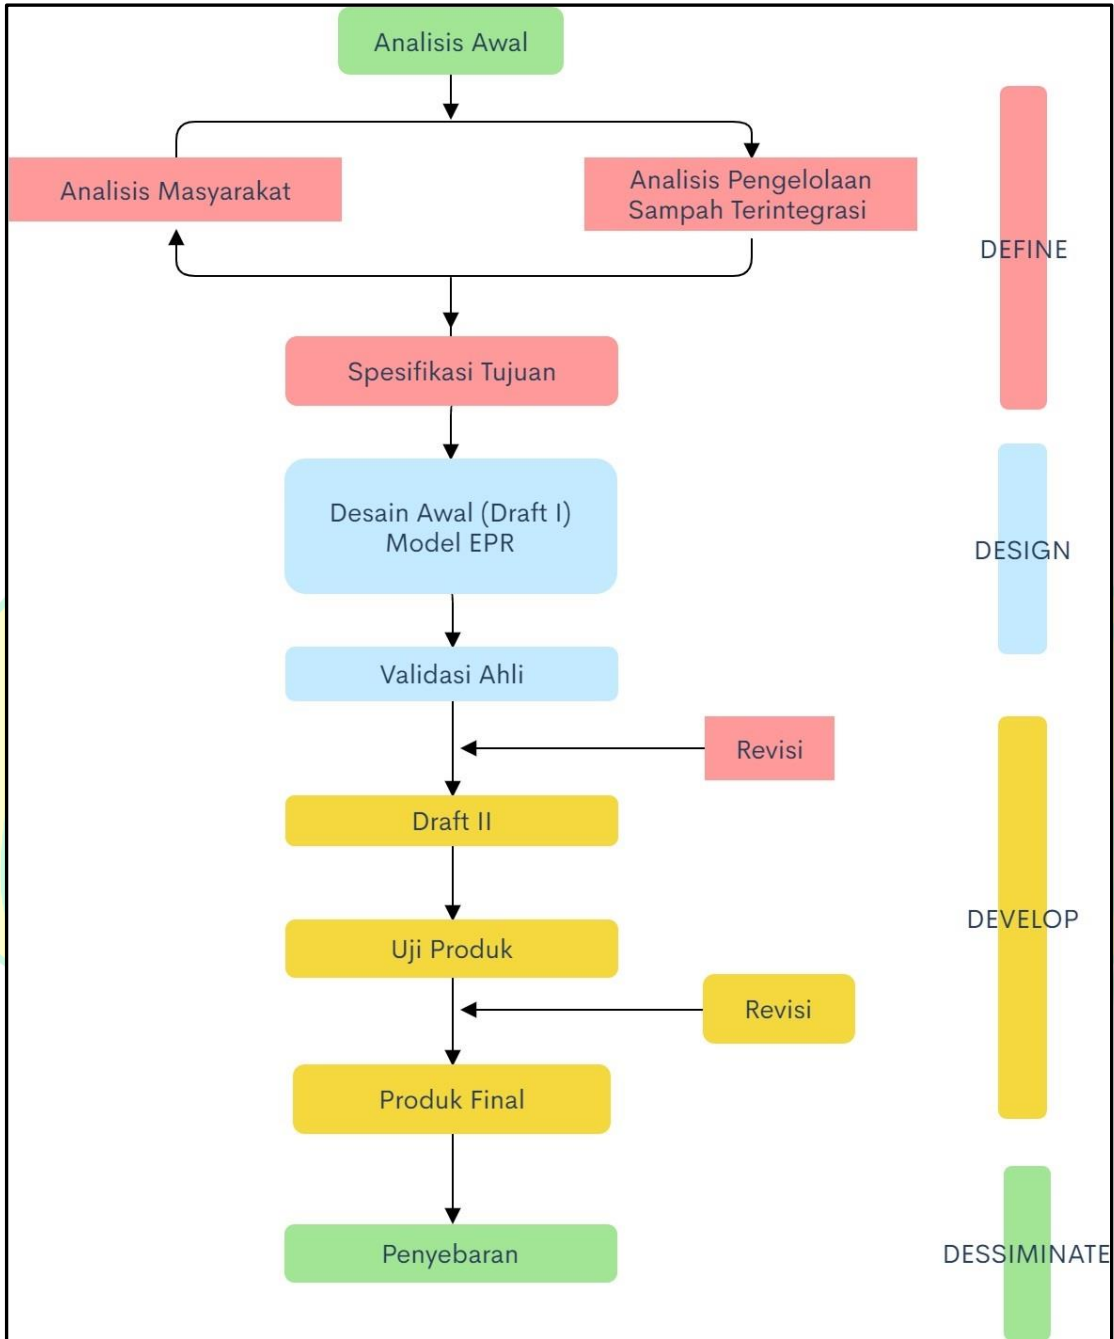 Analisis Awal
Analisis Masyarakat
Analisis Pengelolaan
Sampah Terintegrasi
DEFINE
Spesifikasi Tujuan
Desain Awal (Draft I)
Model EPR
DESIGN
Validasi Ahli
Revisi
Draft II
DEVELOP
Uji Produk
Revisi
Produk Final
Penyebaran
DESSIMINATE